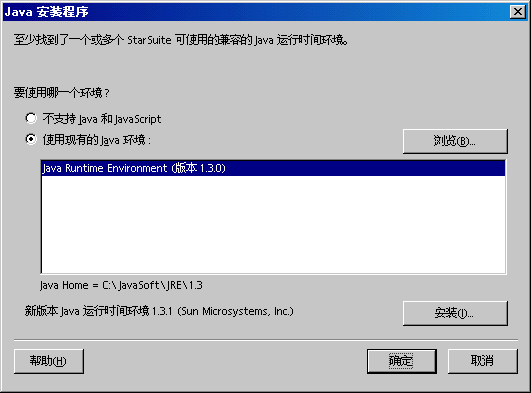 Java 安装程序
至少找到了一个或多个 StarSuite 可使用的兼容的 Java 运行时间环境。
要使用哪一个环境?
不支持 Java 和 JavaScript
使用现有的 Java 环境:
浏览(B)...
Java Runtime Environment (版本 1.3.0)
Java Home = C:\JavaSoft\JRE\1.3
新版本 Java 运行时间环境 1.3.1 (Sun Microsystems, Inc.)
安装(I)...
帮助(H)
确定
取消